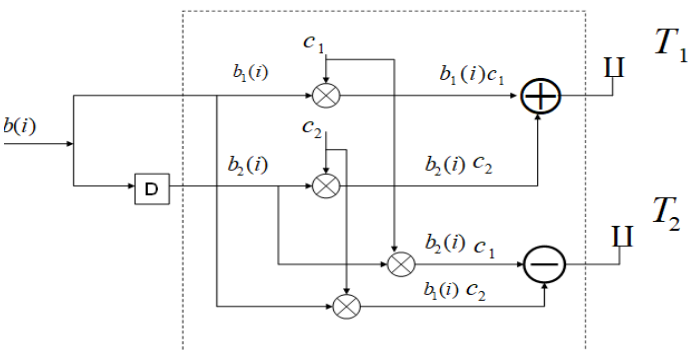 c₁
T₁
b₁(i)
b₁(i)c₁
b(i)
c₂
b₂(i)
b₂(i) c₂
D
T₂
b₂(i) c₁
b₁(i) c₂